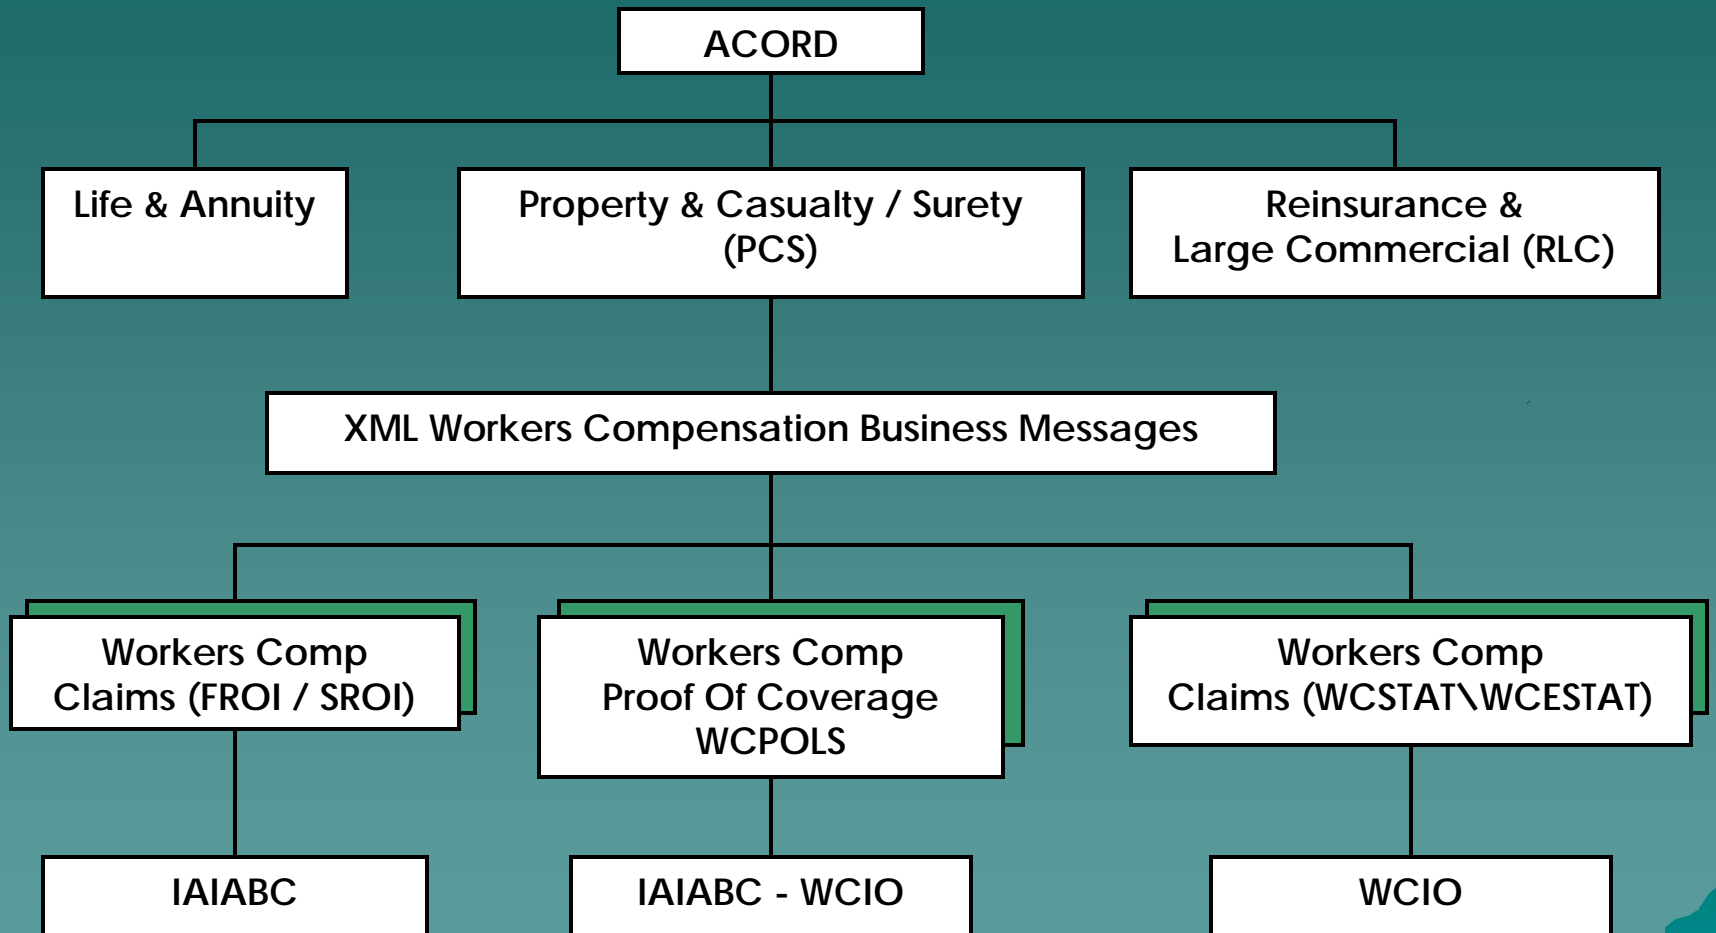 ACORD
Life & Annuity
Property & Casualty / Surety
(PCS)
Reinsurance &
Large Commercial (RLC)
XML Workers Compensation Business Messages
Workers Comp
Claims (FROI / SROI)
Workers Comp
Proof Of Coverage
WCPOLS
Workers Comp
Claims (WCSTAT\WCESTAT)
IAIABC
IAIABC - WCIO
WCIO